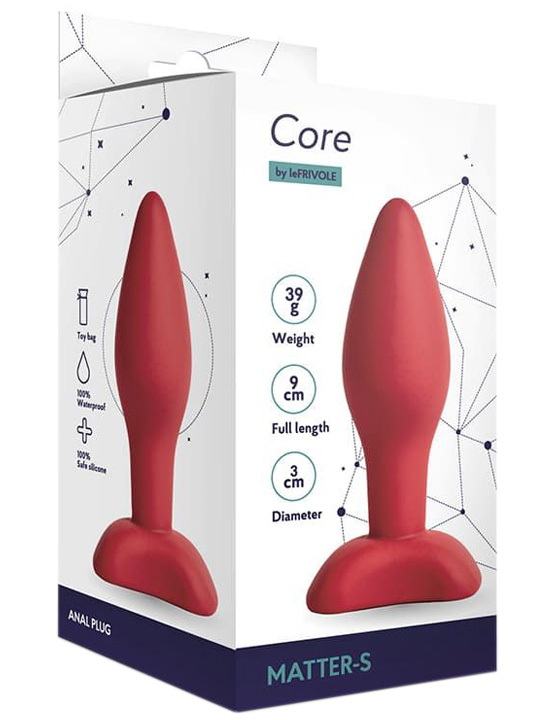 Core
by leFRIVOLE
39
g
Weight
9
cm
Full length
3
cm
Diameter
MATTER-S
Toy bag
100%
Waterproof
100%
Safe silicone
ANAL PLUG